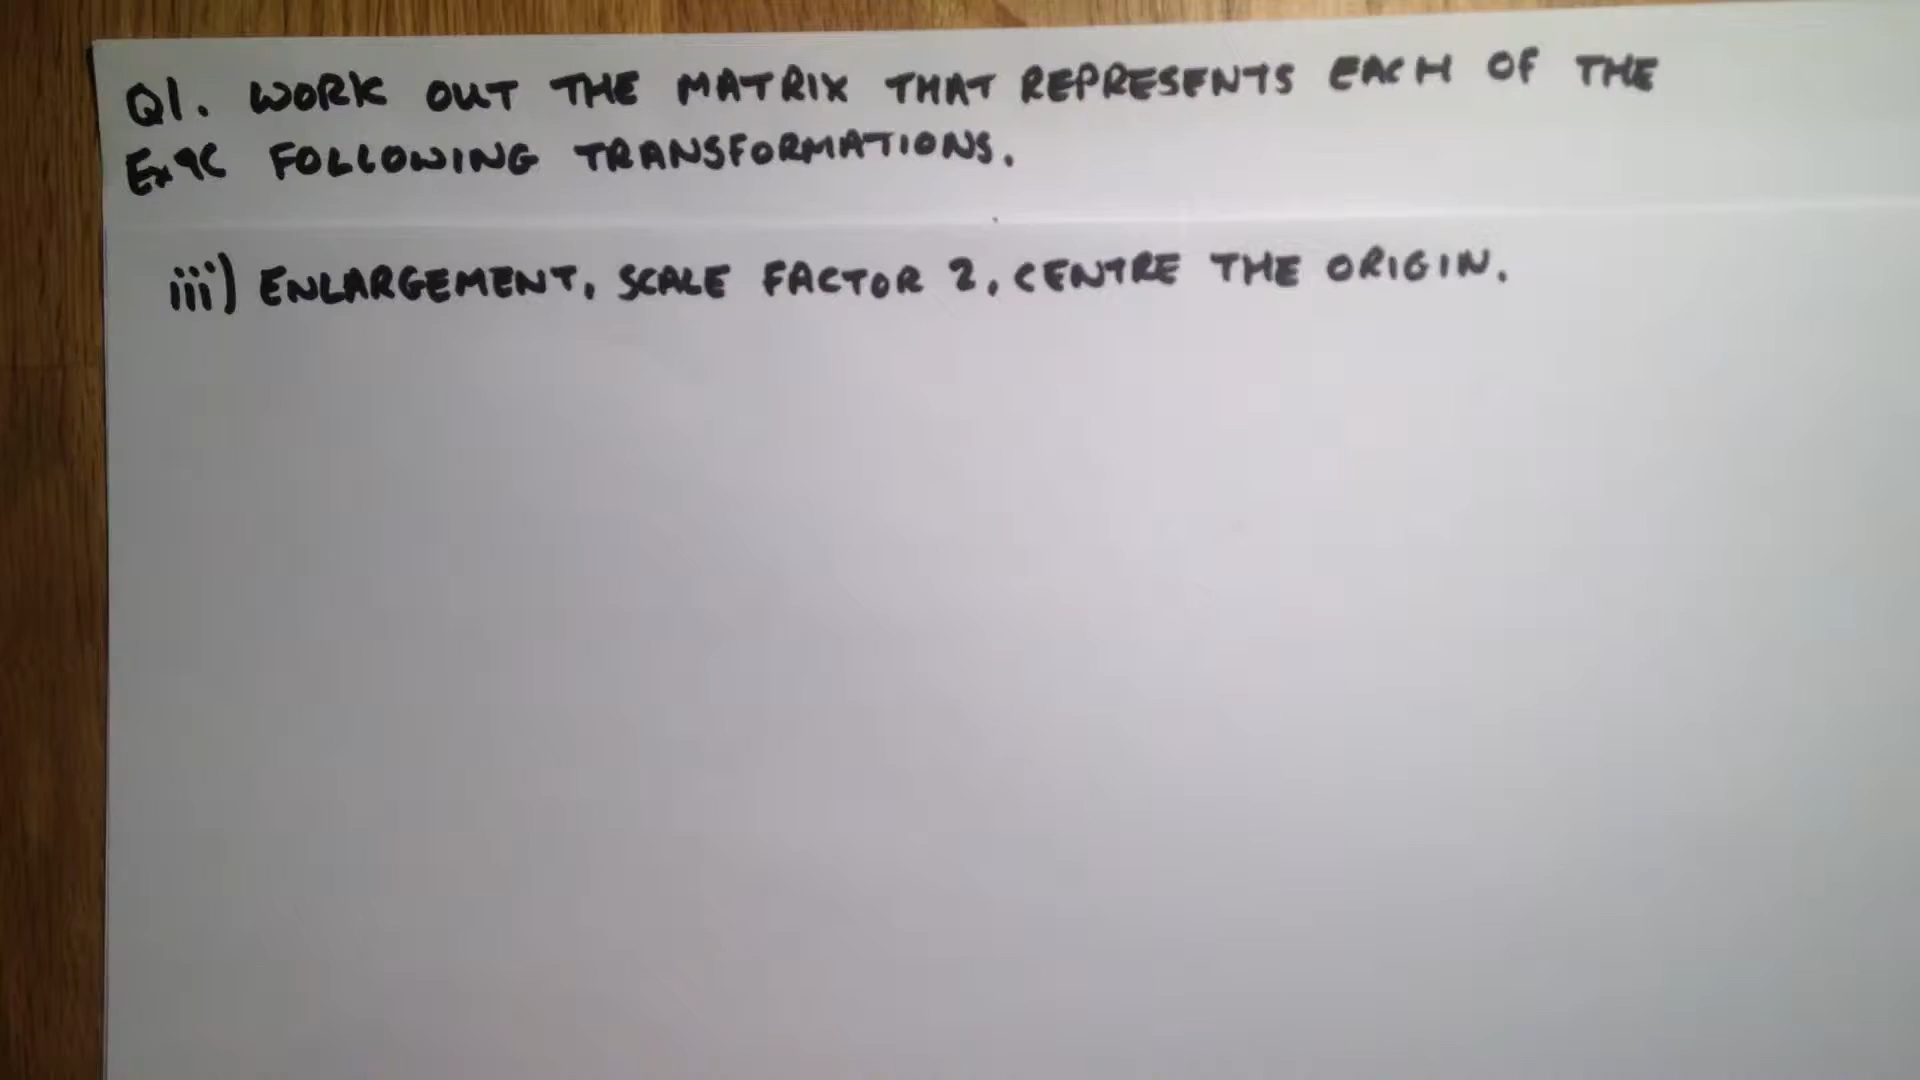 Q1. WORK OUT THE MATRIX THAT REPRESENTS EACH OF THE
Ex9C FOLLOWING TRANSFORMATIONS.
iii) ENLARGEMENT, SCALE FACTOR 2, CENTRE THE ORIGIN.